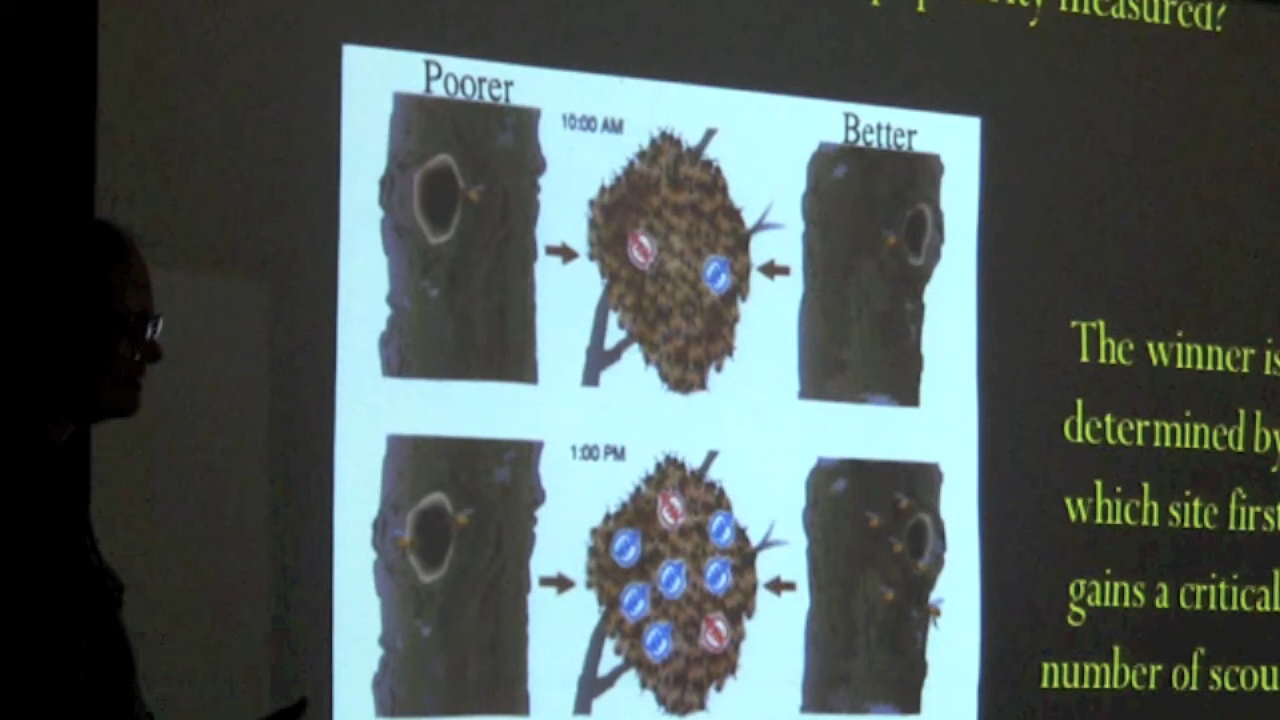 measured?
Poorer
10:00 AM
Better
The winner is
determined by
which site first
gains a critical
number of
1:00 PM